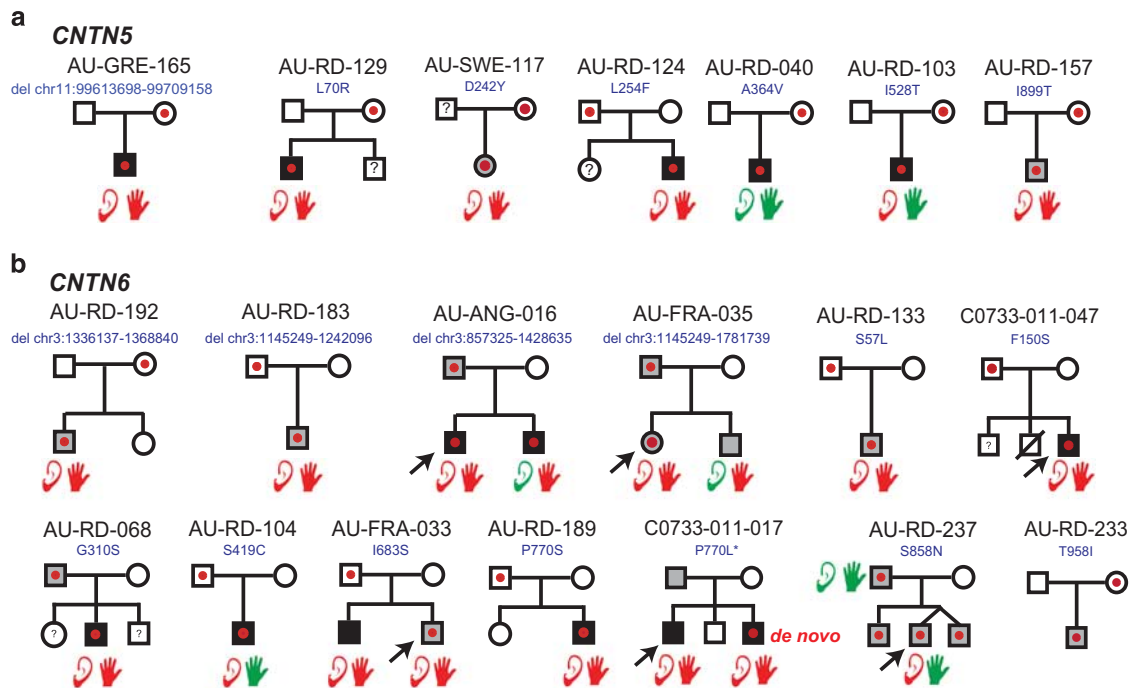 a
CNTN5
AU-GRE-165
del chr11:99613698-99709158
AU-RD-129
L70R
?
AU-SWE-117
D242Y
?
AU-RD-124
L254F
?
AU-RD-040
A364V
AU-RD-103
I528T
AU-RD-157
I899T
b
CNTN6
AU-RD-192
del chr3:1336137-1368840
AU-RD-183
del chr3:1145249-1242096
AU-ANG-016
del chr3:857325-1428635
AU-FRA-035
del chr3:1145249-1781739
AU-RD-133
S57L
C0733-011-047
F150S
?
AU-RD-068
G310S
?
?
AU-RD-104
S419C
AU-FRA-033
I683S
AU-RD-189
P770S
C0733-011-017
P770L*
de novo
AU-RD-237
S858N
AU-RD-233
T958I